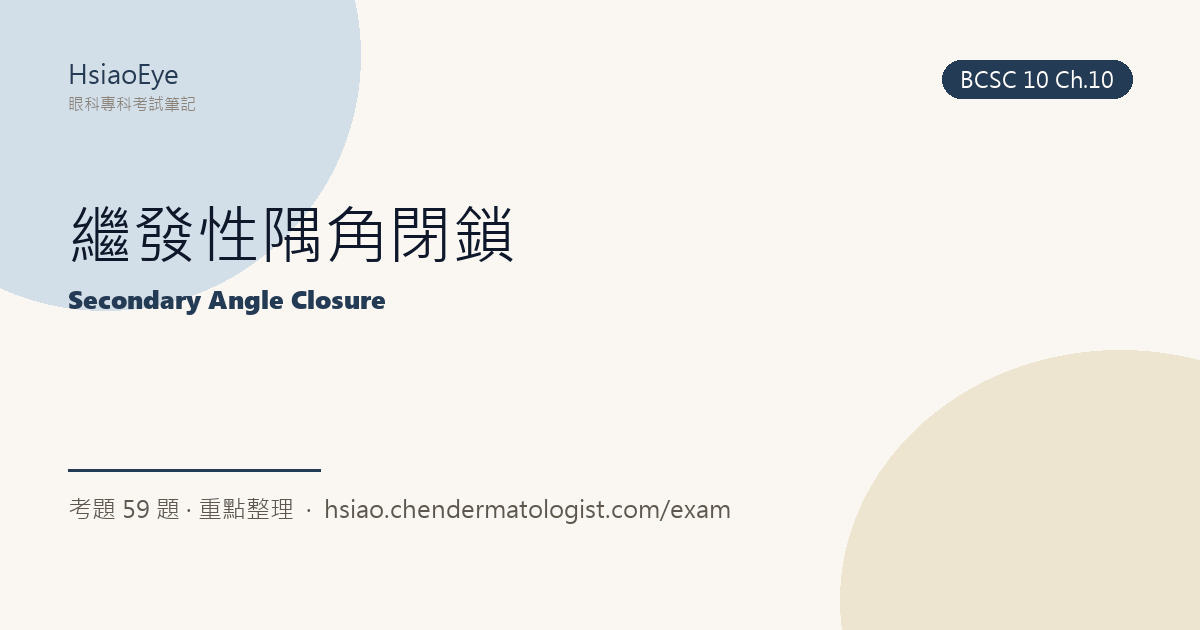 HsiaoEye
眼科專科考試筆記
BCSC 10 Ch.10
繼發性隅角閉鎖
Secondary Angle Closure
考題 59 題 · 重點整理 · hsiao.chendermatologist.com/exam